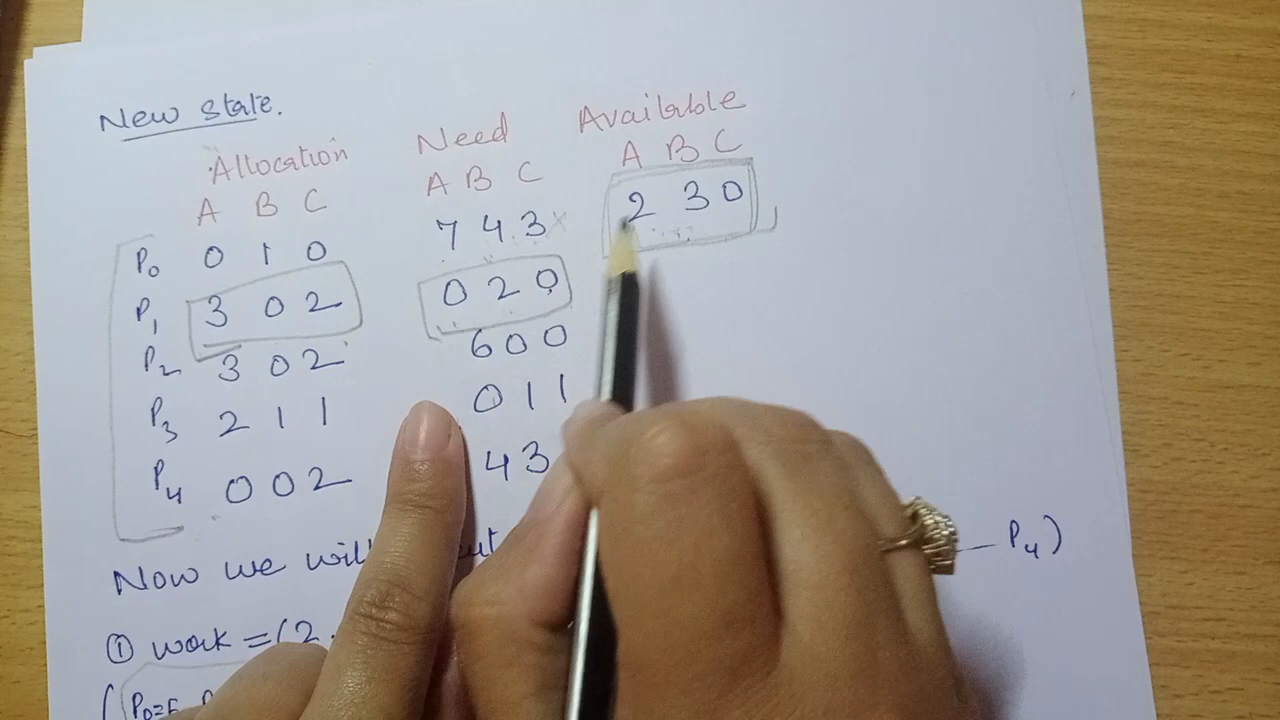 New state.
Allocation Need Available
A B C A B C A B C
P0 0 1 0 7 4 3 x 2 3 0
P1 3 0 2 0 2 0
P2 3 0 2 6 0 0
P3 2 1 1 0 1 1
P4 0 0 2 4 3
Now we will P4)
① work = (2